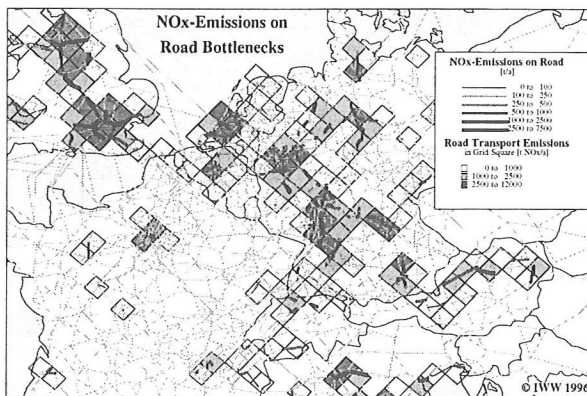 NOx-Emissions on
Road Bottlenecks
NOx-Emissions on Road
[t/a]
0 to 100
100 to 250
250 to 500
500 to 1000
1000 to 2500
2500 to 7500
Road Transport Emissions
in Grid Square [t NOx/a]
0 to 1000
1000 to 2500
2500 to 12000
© IWW 1996